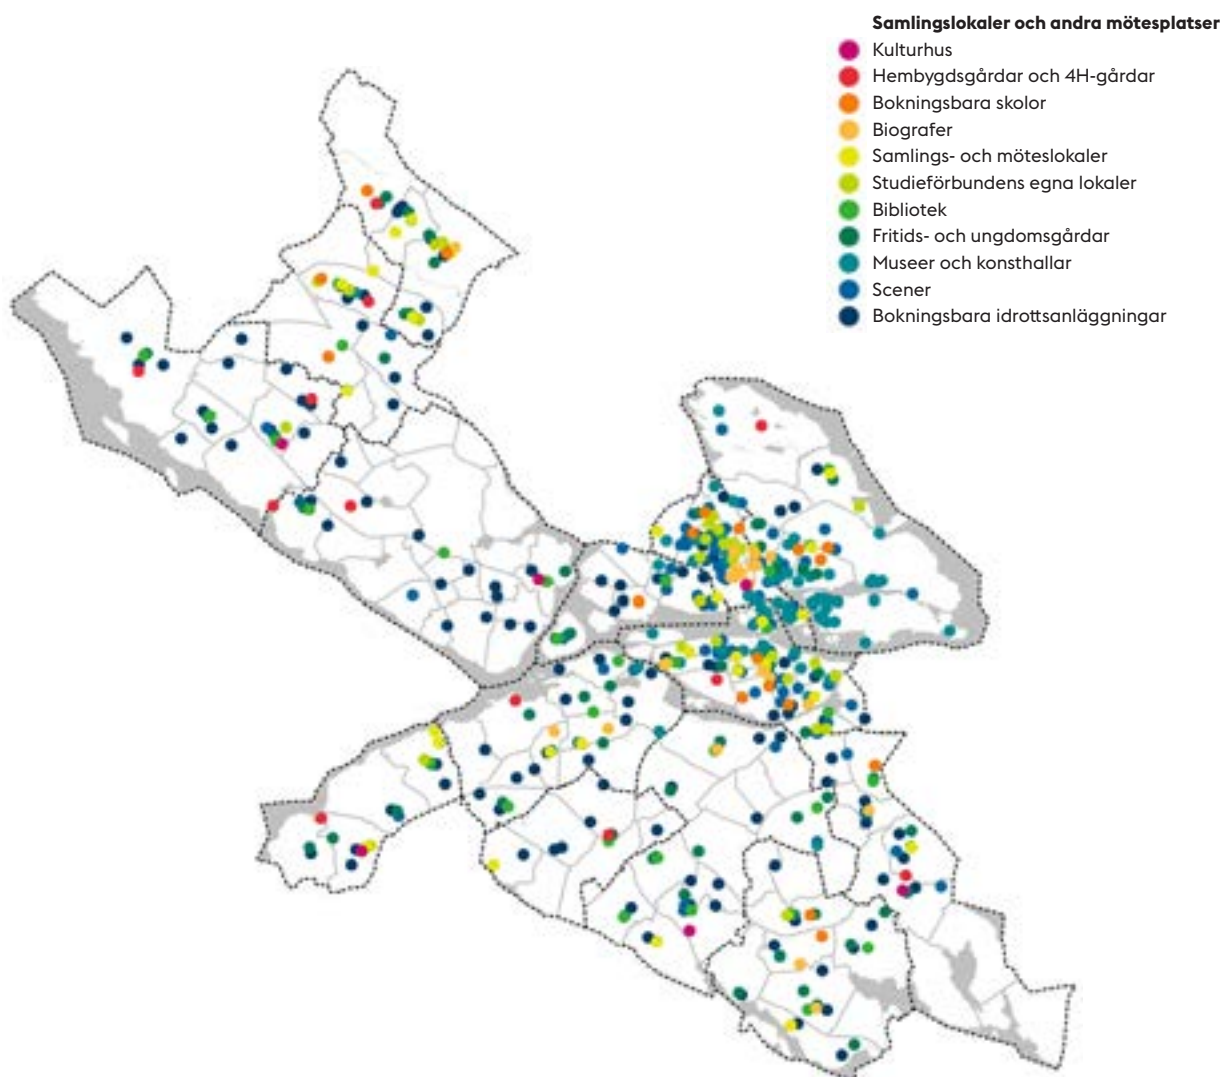 Samlingslokaler och andra mötesplatser
Kulturhus
Hembygdsgårdar och 4H-gårdar
Bokningsbara skolor
Biografer
Samlings- och möteslokaler
Studieförbundens egna lokaler
Bibliotek
Fritids- och ungdomsgårdar
Museer och konsthallar
Scener
Bokningsbara idrottsanläggningar